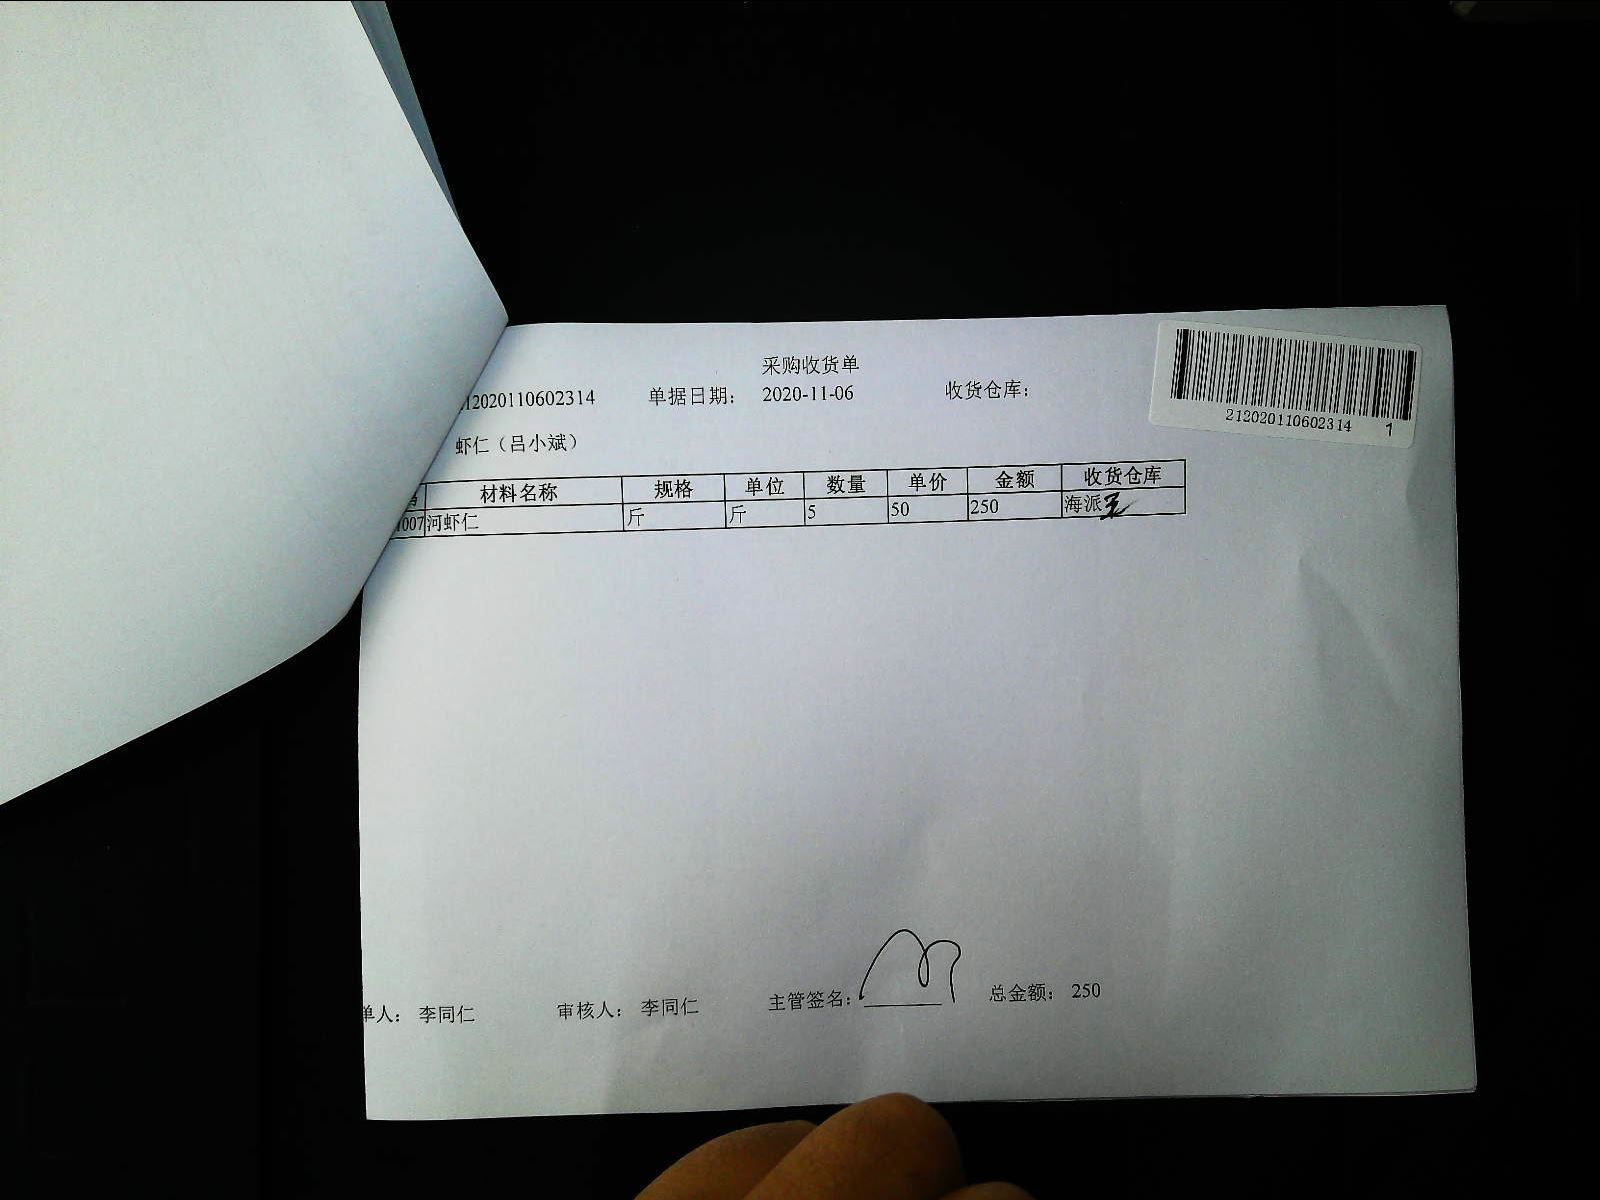 采购收货单
212020110602314 单据日期： 2020-11-06 收货仓库：
212020110602314 1
虾仁（吕小斌）
材料名称 规格 单位 数量 单价 金额 收货仓库
1007 河虾仁 斤 斤 5 50 250 海派
单人： 李同仁 审核人： 李同仁 主管签名： 总金额： 250